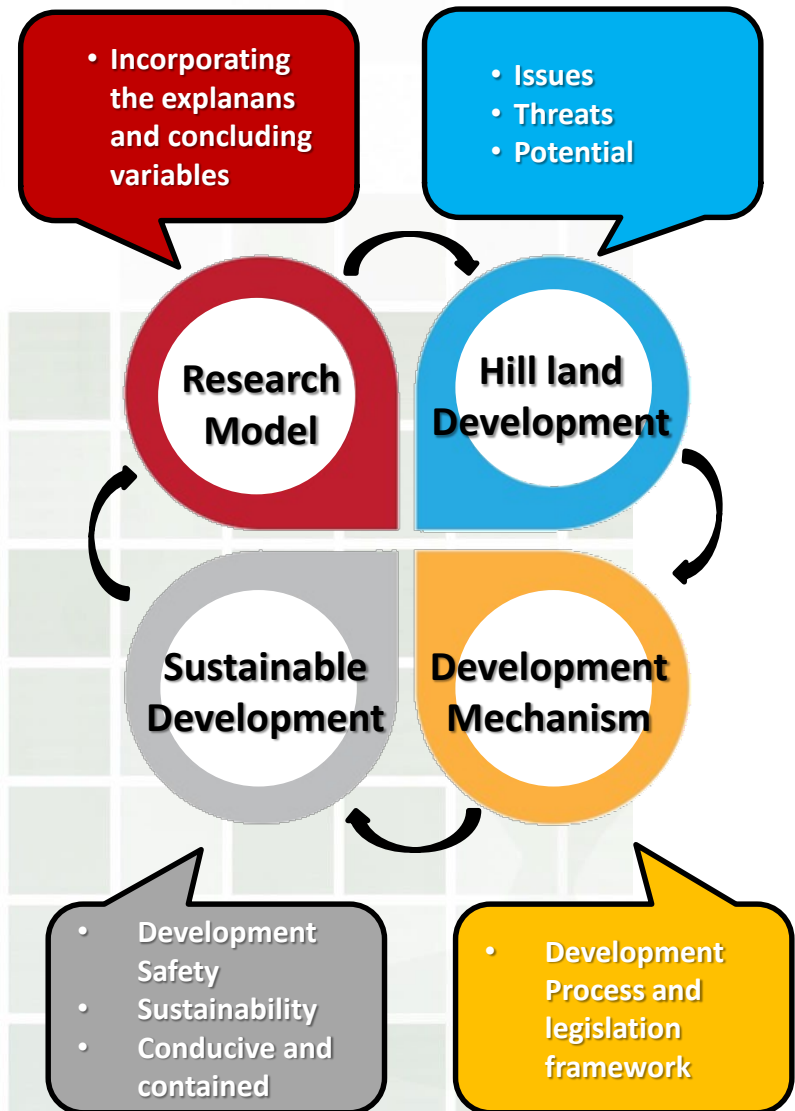 • Incorporating
the explanans
and concluding
variables
• Issues
• Threats
• Potential
Research
Model
Hill land
Development
Sustainable
Development
Development
Mechanism
• Development
Safety
• Sustainability
• Conducive and
contained
• Development
Process and
legislation
framework